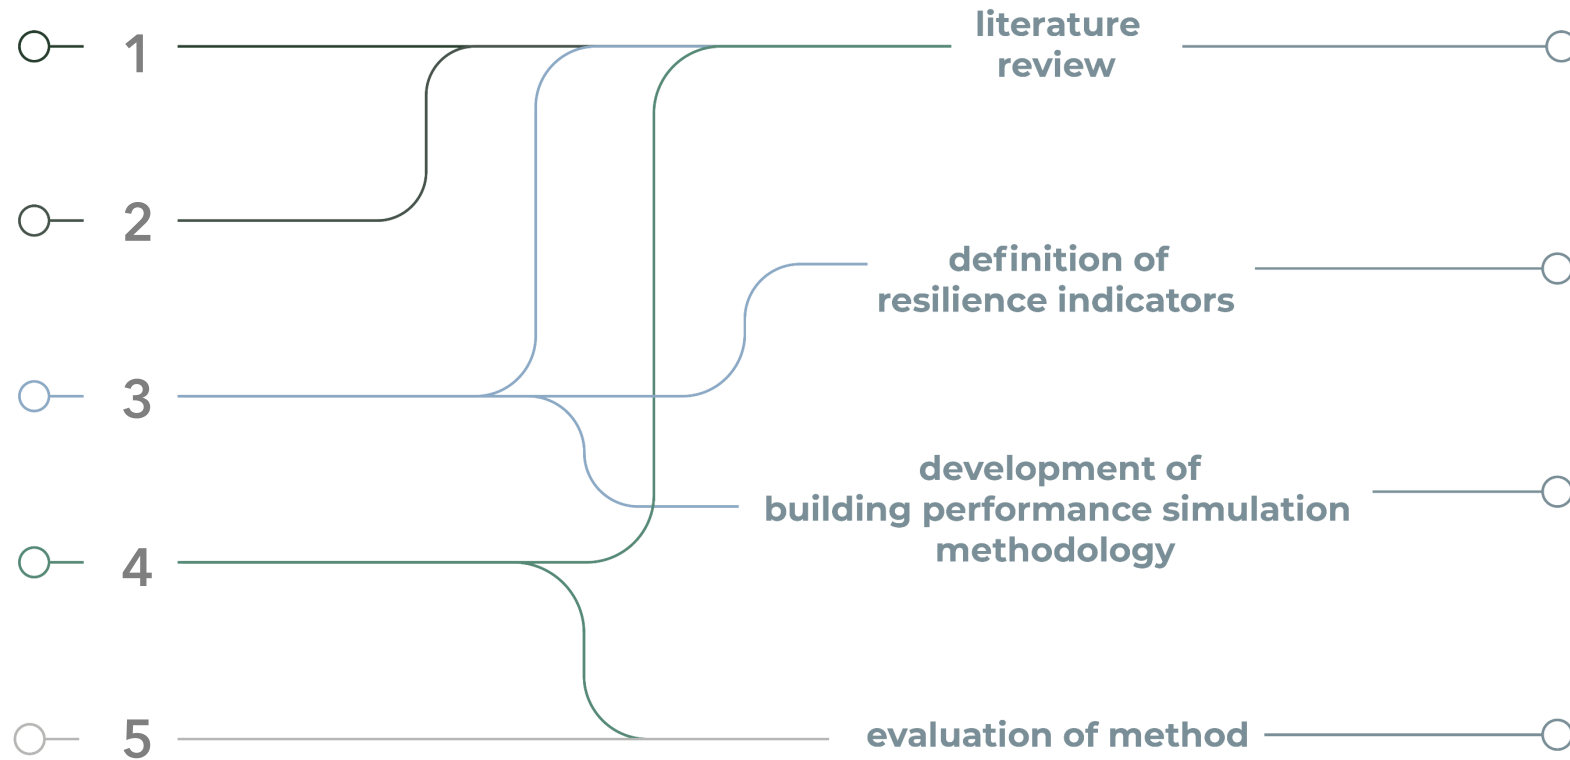 1
literature
review
2
definition of
resilience indicators
3
development of
building performance simulation
methodology
4
5
evaluation of method